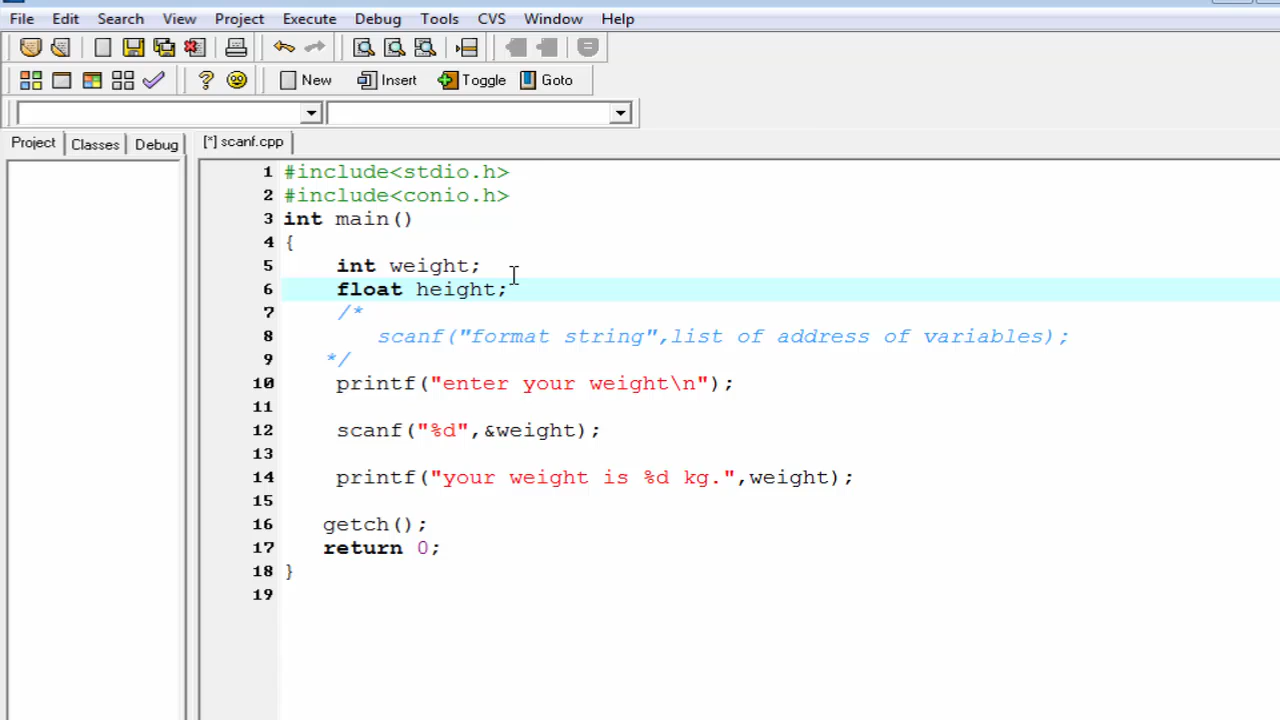 File Edit Search View Project Execute Debug Tools CVS Window Help
New Insert Toggle Goto
Project Classes Debug [*] scanf.cpp
1 #include<stdio.h>
2 #include<conio.h>
3 int main()
4 {
5 int weight;
6 float height;
7 /*
8 scanf("format string",list of address of variables);
9 */
10 printf("enter your weight\n");
11
12 scanf("%d",&weight);
13
14 printf("your weight is %d kg.",weight);
15
16 getch();
17 return 0;
18 }
19